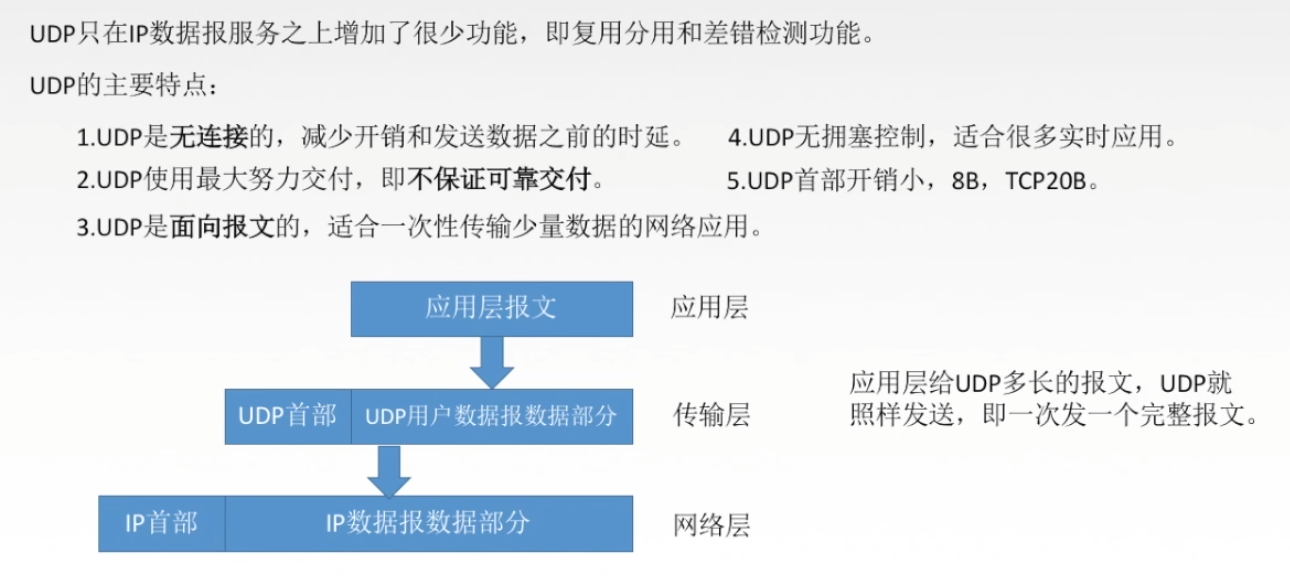 UDP只在IP数据报服务之上增加了很少功能，即复用分用和差错检测功能。
UDP的主要特点：
1.UDP是无连接的，减少开销和发送数据之前的时延。
2.UDP使用最大努力交付，即不保证可靠交付。
3.UDP是面向报文的，适合一次性传输少量数据的网络应用。
4.UDP无拥塞控制，适合很多实时应用。
5.UDP首部开销小，8B，TCP20B。
应用层报文 应用层
UDP首部 UDP用户数据报数据部分 传输层
IP首部 IP数据报数据部分 网络层
应用层给UDP多长的报文，UDP就
照样发送，即一次发一个完整报文。